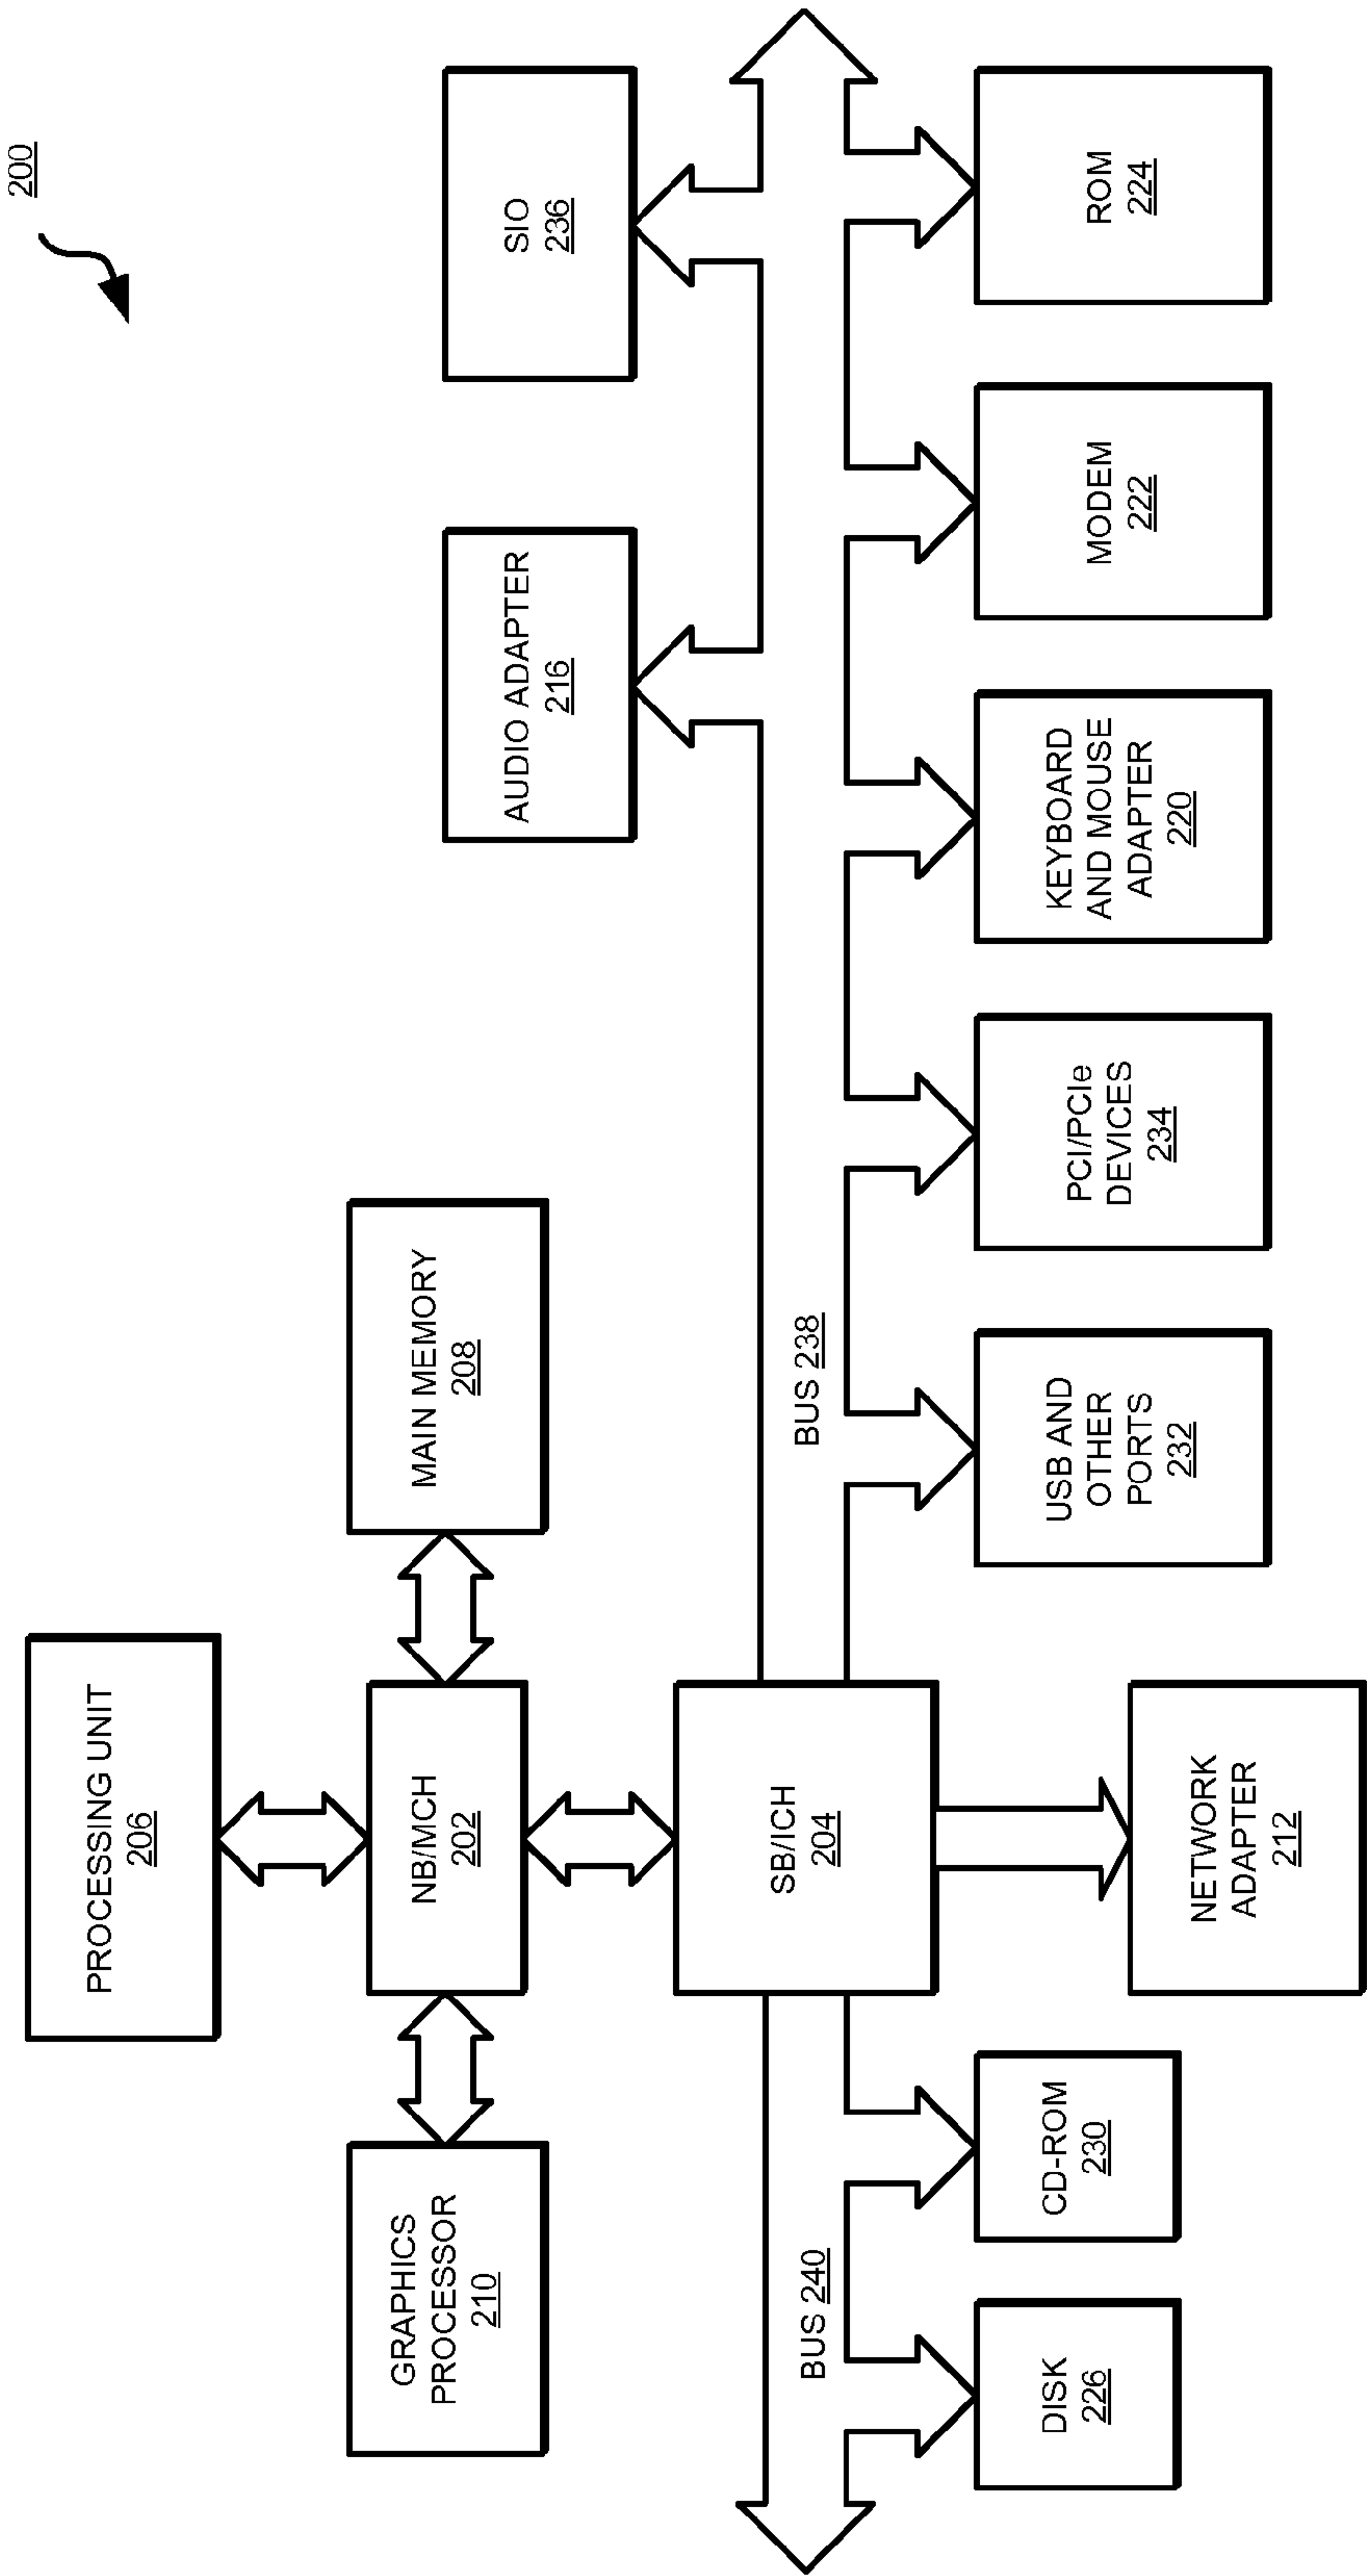 200
PROCESSING UNIT
206
GRAPHICS
PROCESSOR
210
NB/MCH
202
MAIN MEMORY
208
AUDIO ADAPTER
216
SIO
236
SB/ICH
204
BUS 240
BUS 238
DISK
226
CD-ROM
230
USB AND
OTHER
PORTS
232
PCI/PCIe
DEVICES
234
KEYBOARD
AND MOUSE
ADAPTER
220
MODEM
222
ROM
224
NETWORK
ADAPTER
212